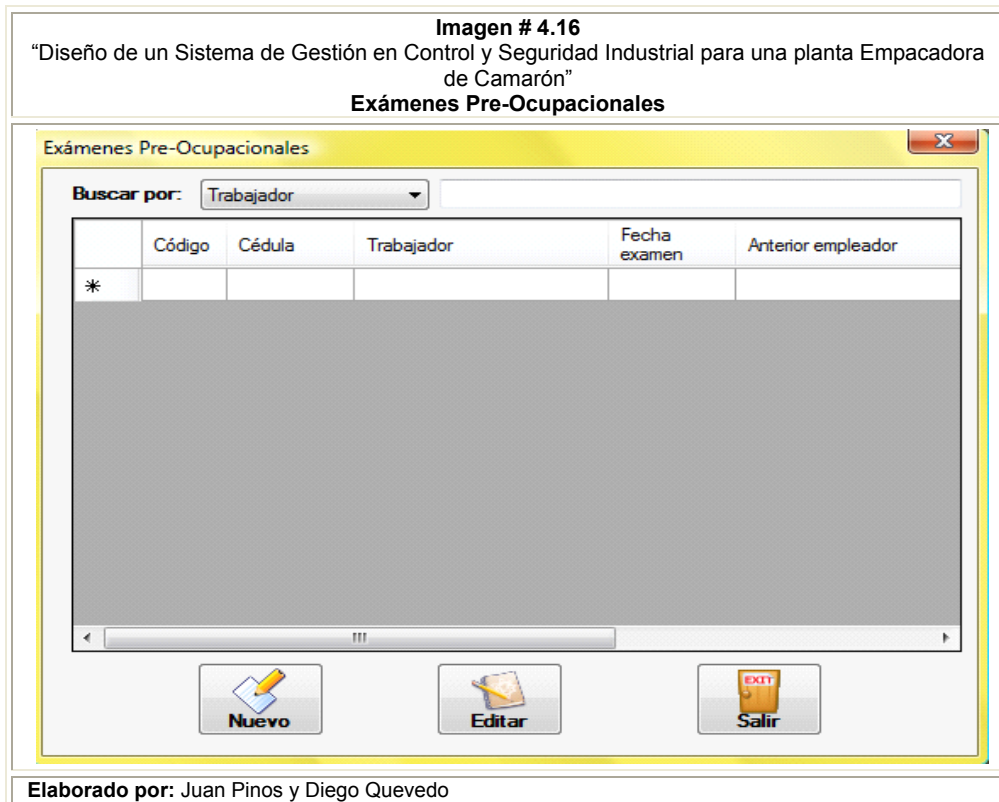 Imagen # 4.16
“Diseño de un Sistema de Gestión en Control y Seguridad Industrial para una planta Empacadora
de Camarón”
Exámenes Pre-Ocupacionales
Exámenes Pre-Ocupacionales
Buscar por: Trabajador
Código Cédula Trabajador Fecha examen Anterior empleador
Nuevo Editar EXIT Salir
Elaborado por: Juan Pinos y Diego Quevedo